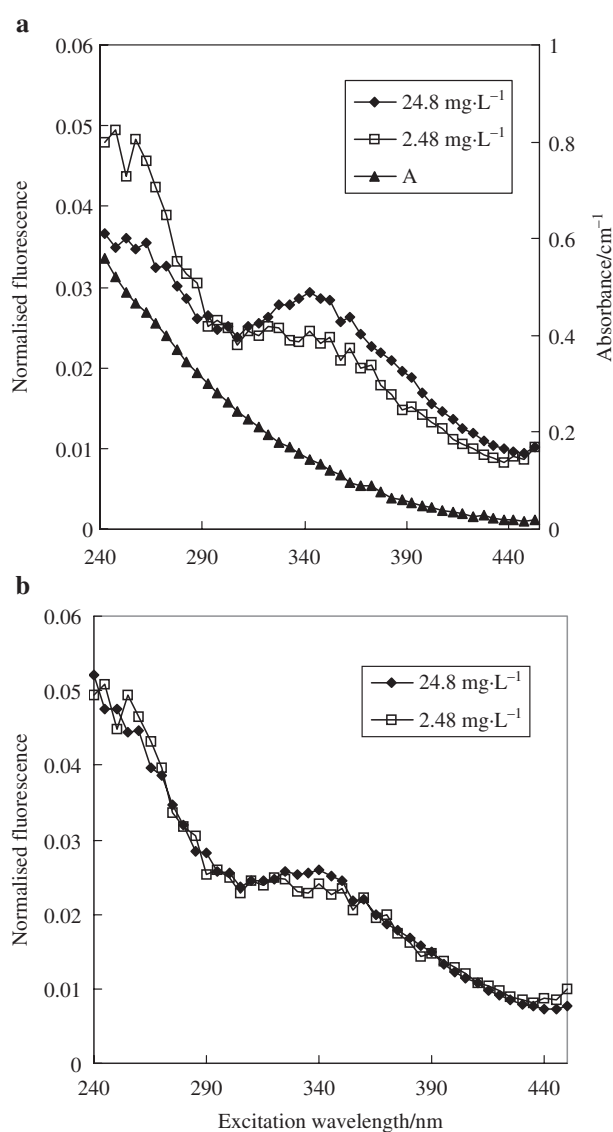 a
0.06
1
24.8 mg·L⁻¹
2.48 mg·L⁻¹
A
0.05
0.8
0.04
0.6
0.03
0.4
0.02
0.2
0.01
0
0
Normalised fluorescence
Absorbance/cm⁻¹
240 290 340 390 440
b
0.06
24.8 mg·L⁻¹
2.48 mg·L⁻¹
0.05
0.04
0.03
0.02
0.01
0
Normalised fluorescence
240 290 340 390 440
Excitation wavelength/nm